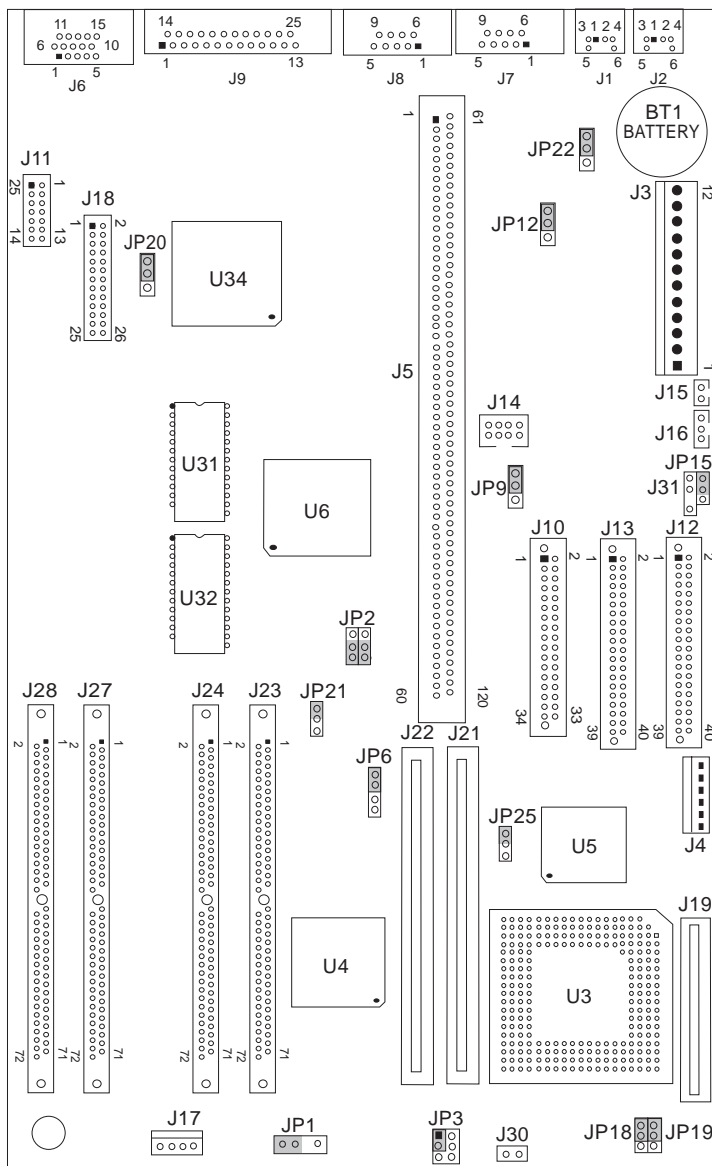 11 15
6 10
1 5
J6
14 25
1 13
J9
9 6
5 1
J8
9 6
5 1
J7
3 1 2 4
5 6
J1
3 1 2 4
5 6
J2
BT1
BATTERY
1 61
JP22
J11
25 1
14 13
J18
1 2
25 26
JP20
U34
JP12
J3
12
1
J5
J15
J14
J16
U31
U6
JP9
JP15
J31
J10
1 2
34 33
J13
1 2
39 40
J12
1 2
39 40
U32
JP2
60 120
J28
2 1
72 71
J27
1
72 71
J24
2 1
72 71
J23
2 1
72 71
JP21
J22
J21
JP6
JP25
U5
J4
J19
U4
U3
J17
JP1
JP3
J30
JP18
JP19